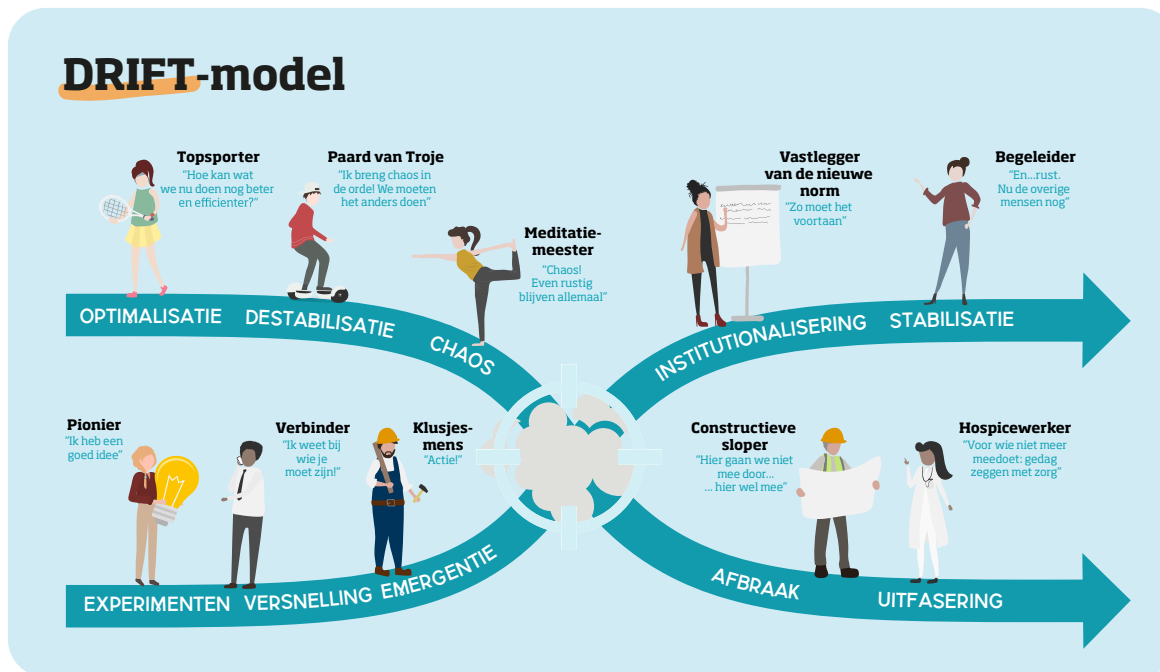 DRIFT-model
Topsporter
“Hoe kan wat
we nu doen nog beter
en efficienter?”
Paard van Troje
“Ik breng chaos in
de orde! We moeten
het anders doen”
Meditatie-
meester
“Chaos!
Even rustig
blijven allemaal”
Vastlegger
van de nieuwe
norm
“Zo moet het
voortaan”
Begeleider
“En...rust.
Nu de overige
mensen nog”
OPTIMALISATIE
DESTABILISATIE
CHAOS
INSTITUTIONALISERING
STABILISATIE
Pionier
“Ik heb een
goed idee”
Verbinder
“Ik weet bij
wie je
moet zijn!”
Klusjes-
mens
“Actie!”
Constructieve
sloper
“Hier gaan we niet
mee door...
... hier wel mee”
Hospicewerker
“Voor wie niet meer
meedoet: gedag
zeggen met zorg”
EXPERIMENTEN
VERSNELLING
EMERGENTIE
AFBRAAK
UITFASERING